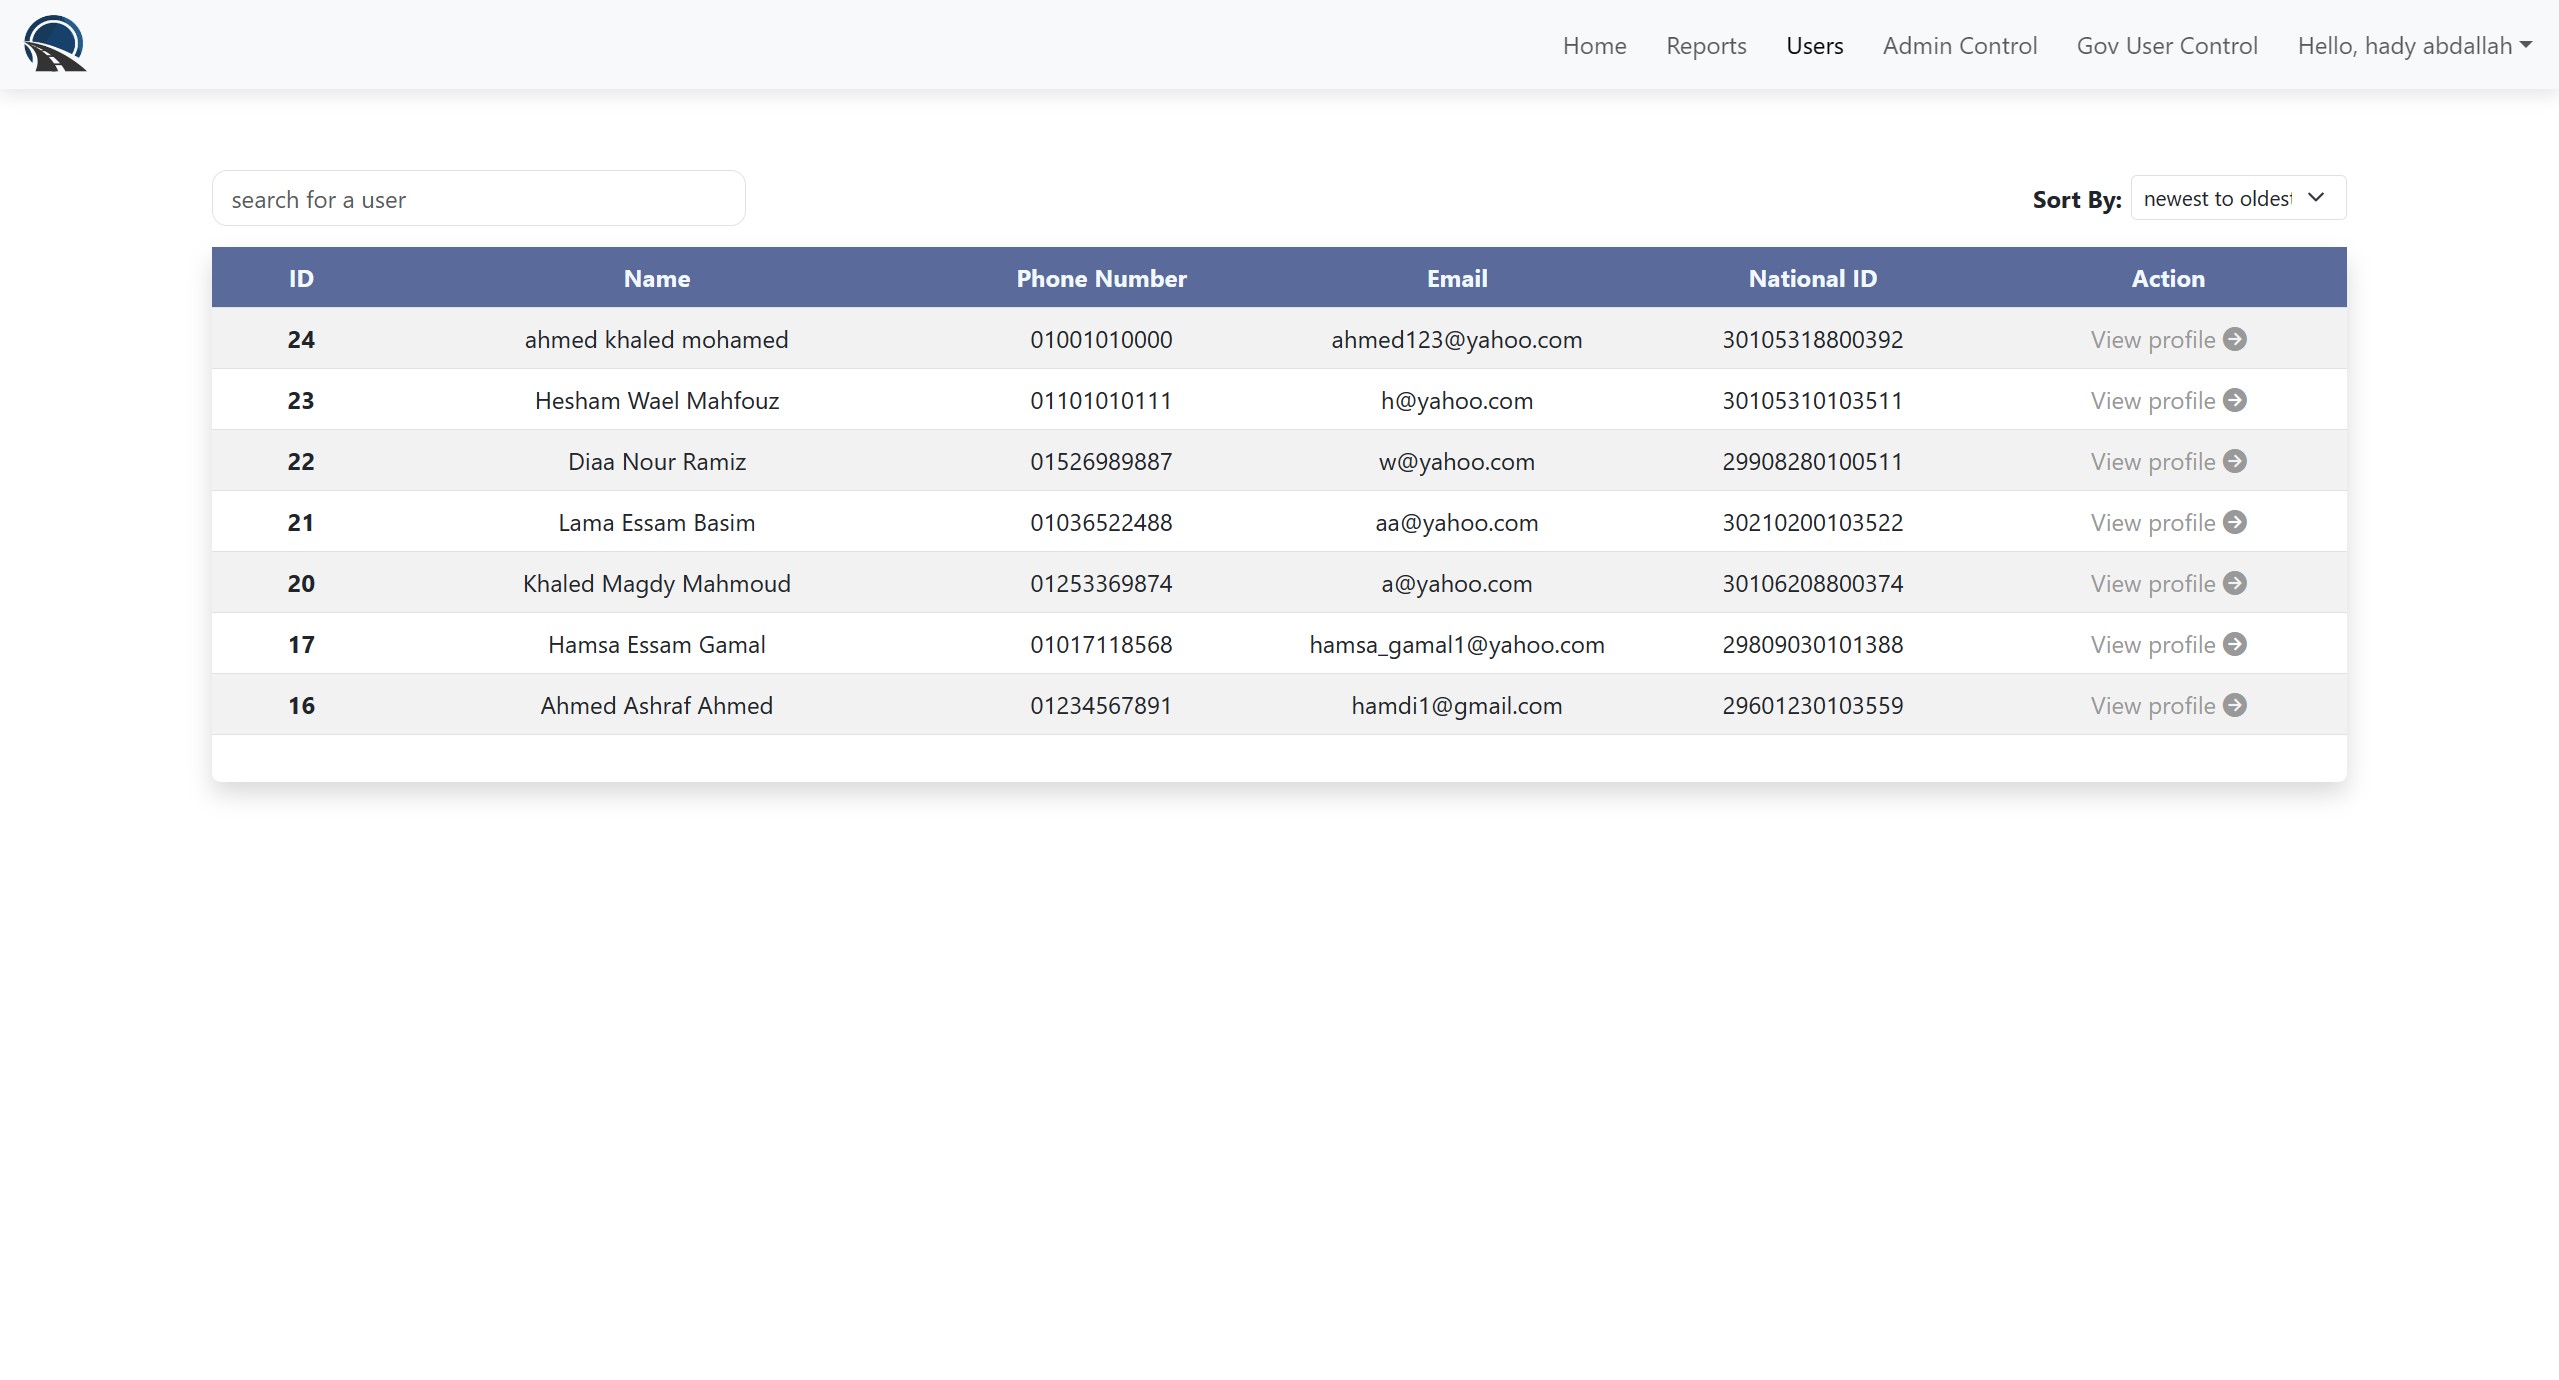 Home Reports Users Admin Control Gov User Control Hello, hady abdallah
search for a user
Sort By: newest to oldest
ID Name Phone Number Email National ID Action
24 ahmed khaled mohamed 01001010000 ahmed123@yahoo.com 30105318800392 View profile
23 Hesham Wael Mahfouz 01101010111 h@yahoo.com 30105310103511 View profile
22 Diaa Nour Ramiz 01526989887 w@yahoo.com 29908280100511 View profile
21 Lama Essam Basim 01036522488 aa@yahoo.com 30210200103522 View profile
20 Khaled Magdy Mahmoud 01253369874 a@yahoo.com 30106208800374 View profile
17 Hamsa Essam Gamal 01017118568 hamsa_gamal1@yahoo.com 29809030101388 View profile
16 Ahmed Ashraf Ahmed 01234567891 hamdi1@gmail.com 29601230103559 View profile